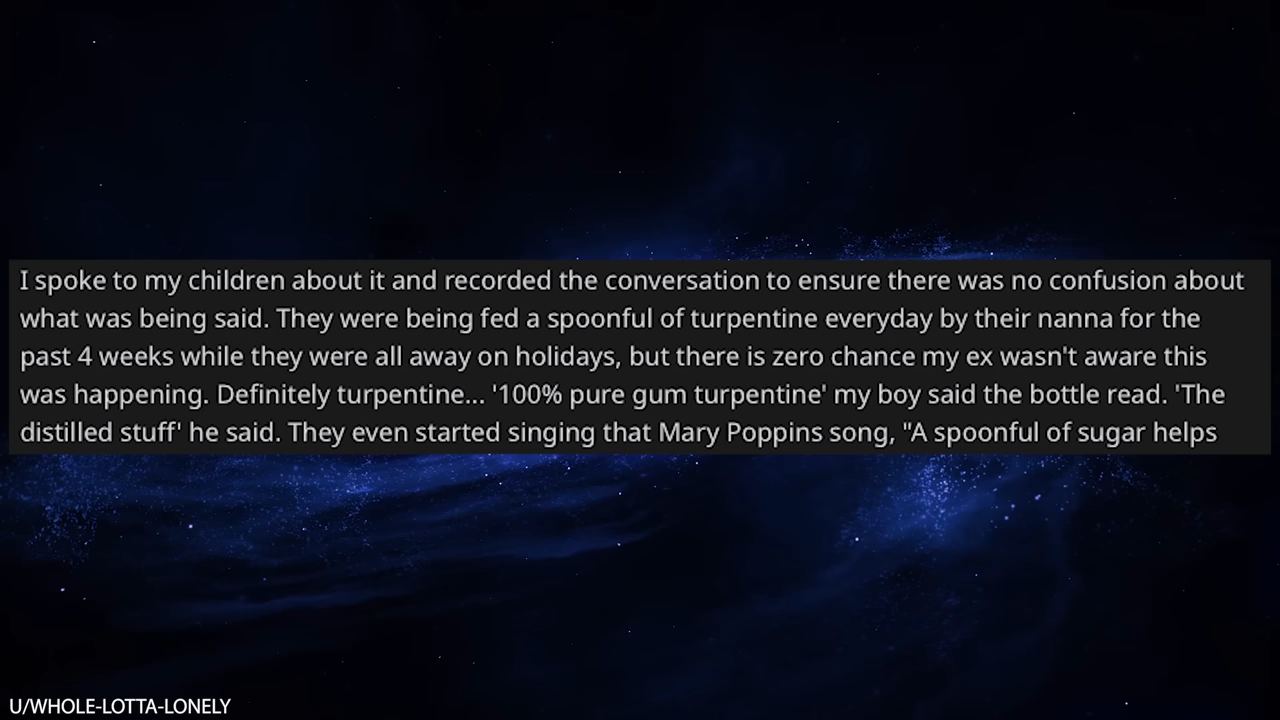 I spoke to my children about it and recorded the conversation to ensure there was no confusion about
what was being said. They were being fed a spoonful of turpentine everyday by their nanna for the
past 4 weeks while they were all away on holidays, but there is zero chance my ex wasn't aware this
was happening. Definitely turpentine... '100% pure gum turpentine' my boy said the bottle read. 'The
distilled stuff' he said. They even started singing that Mary Poppins song, "A spoonful of sugar helps
U/WHOLE-LOTTA-LONELY